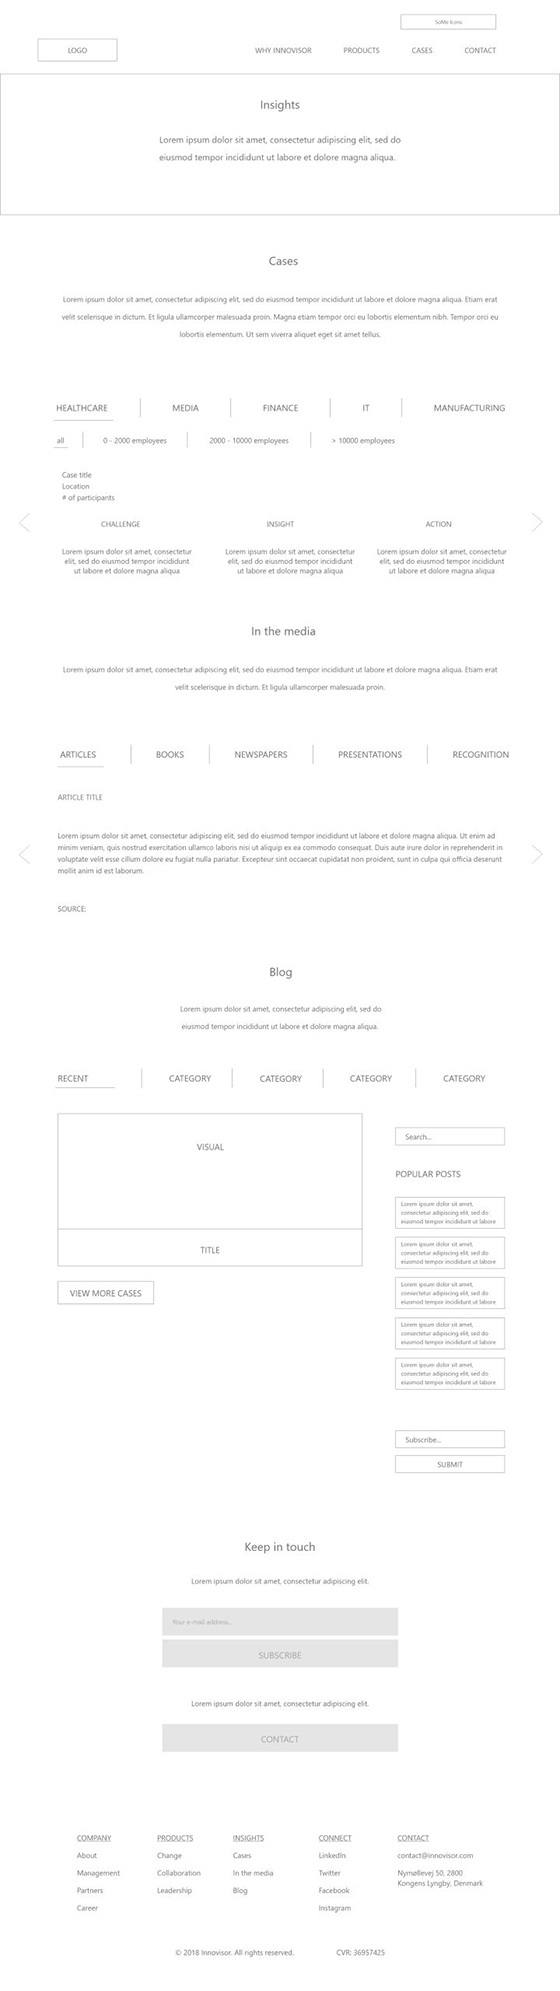 SoMe Icons
LOGO
WHY INNOVISOR PRODUCTS CASES CONTACT
Insights
Lorem ipsum dolor sit amet, consectetur adipiscing elit, sed do
eiusmod tempor incididunt ut labore et dolore magna aliqua.
Cases
Lorem ipsum dolor sit amet, consectetur adipiscing elit, sed do eiusmod tempor incididunt ut labore et dolore magna aliqua. Etiam erat
velit scelerisque in dictum. Et ligula ullamcorper malesuada proin. Magna etiam tempor orci eu lobortis elementum nibh. Tempor orci eu
lobortis elementum. Ut sem viverra aliquet eget sit amet tellus.
HEALTHCARE MEDIA FINANCE IT MANUFACTURING
all 0 - 2000 employees 2000 - 10000 employees > 10000 employees
Case title
Location
# of participants
CHALLENGE INSIGHT ACTION
Lorem ipsum dolor sit amet, consectetur Lorem ipsum dolor sit amet, consectetur Lorem ipsum dolor sit amet, consectetur
elit, sed do eiusmod tempor incididunt elit, sed do eiusmod tempor incididunt elit, sed do eiusmod tempor incididunt
ut labore et dolore magna aliqua ut labore et dolore magna aliqua ut labore et dolore magna aliqua
In the media
Lorem ipsum dolor sit amet, consectetur adipiscing elit, sed do eiusmod tempor incididunt ut labore et dolore magna aliqua. Etiam erat
velit scelerisque in dictum. Et ligula ullamcorper malesuada proin.
ARTICLES BOOKS NEWSPAPERS PRESENTATIONS RECOGNITION
ARTICLE TITLE
Lorem ipsum dolor sit amet, consectetur adipiscing elit, sed do eiusmod tempor incididunt ut labore et dolore magna aliqua. Ut enim ad
minim veniam, quis nostrud exercitation ullamco laboris nisi ut aliquip ex ea commodo consequat. Duis aute irure dolor in reprehenderit in
voluptate velit esse cillum dolore eu fugiat nulla pariatur. Excepteur sint occaecat cupidatat non proident, sunt in culpa qui officia deserunt
mollit anim id est laborum.
SOURCE:
Blog
Lorem ipsum dolor sit amet, consectetur adipiscing elit, sed do
eiusmod tempor incididunt ut labore et dolore magna aliqua.
RECENT CATEGORY CATEGORY CATEGORY CATEGORY
VISUAL
TITLE
VIEW MORE CASES
Search...
POPULAR POSTS
Lorem ipsum dolor sit amet,
consectetur adipiscing elit, sed do
eiusmod tempor incididunt ut labore
Lorem ipsum dolor sit amet,
consectetur adipiscing elit, sed do
eiusmod tempor incididunt ut labore
Lorem ipsum dolor sit amet,
consectetur adipiscing elit, sed do
eiusmod tempor incididunt ut labore
Lorem ipsum dolor sit amet,
consectetur adipiscing elit, sed do
eiusmod tempor incididunt ut labore
Lorem ipsum dolor sit amet,
consectetur adipiscing elit, sed do
eiusmod tempor incididunt ut labore
Subscribe...
SUBMIT
Keep in touch
Lorem ipsum dolor sit amet, consectetur adipiscing elit.
Your e-mail address...
SUBSCRIBE
Lorem ipsum dolor sit amet, consectetur adipiscing elit.
CONTACT
COMPANY PRODUCTS INSIGHTS CONNECT CONTACT
About Change Cases LinkedIn contact@innovisor.com
Management Collaboration In the media Twitter Nymøllevej 50, 2800
Kongens Lyngby, Denmark
Partners Leadership Blog Facebook
Career Instagram
© 2018 Innovisor. All rights reserved. CVR: 36957425